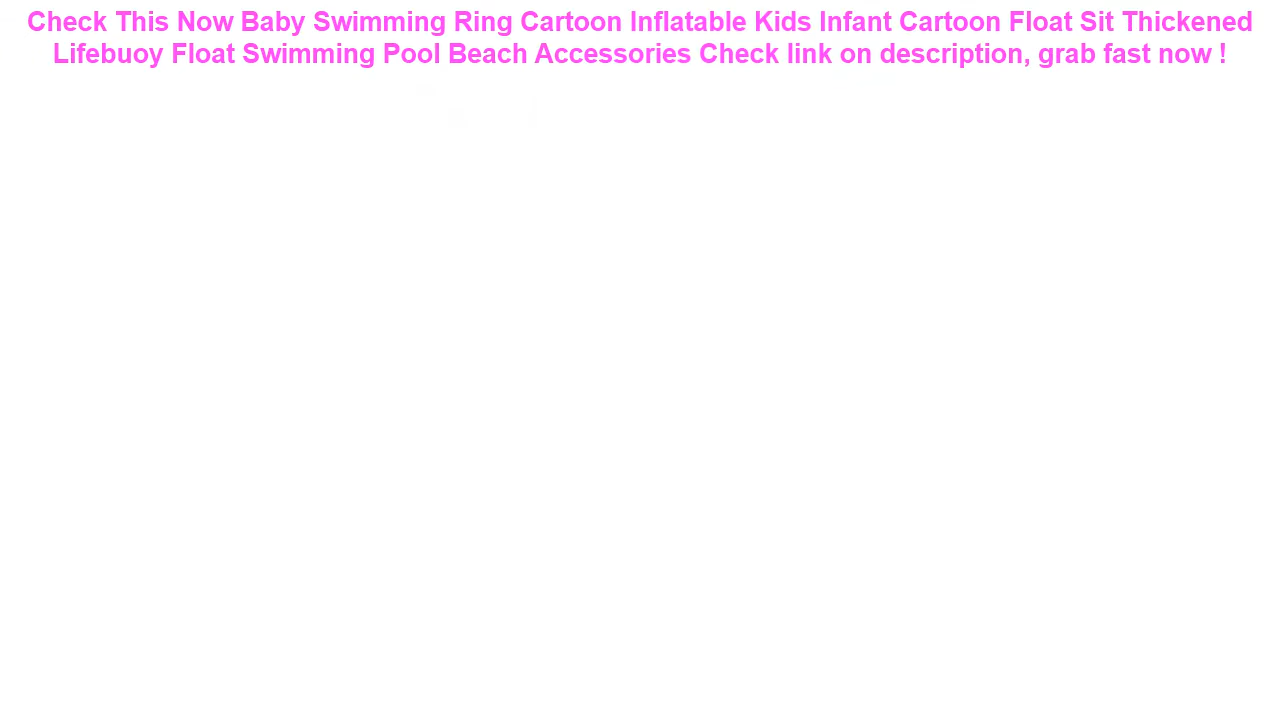 Check This Now Baby Swimming Ring Cartoon Inflatable Kids Infant Cartoon Float Sit Thickened
Lifebuoy Float Swimming Pool Beach Accessories Check link on description, grab fast now !